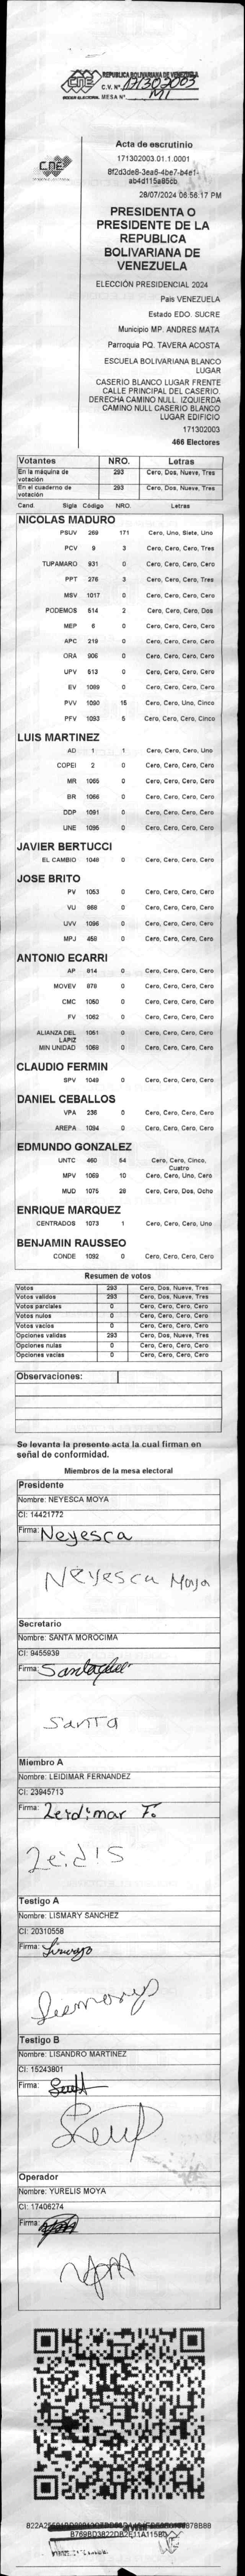 REPUBLICA BOLIVARIANA DE VENEZUELA
C.V. N° 171302003
MESA N° M1
CNE
PODER ELECTORAL
CNE
Acta de escrutinio
171302003.01.1.0001
8f2d3de8-3ea6-4be7-b4ef-
ab4d115a86cb
28/07/2024 06:56:17 PM
PRESIDENTA O
PRESIDENTE DE LA
REPUBLICA
BOLIVARIANA DE
VENEZUELA
ELECCIÓN PRESIDENCIAL 2024
Pais VENEZUELA
Estado EDO. SUCRE
Municipio MP. ANDRES MATA
Parroquia PQ. TAVERA ACOSTA
ESCUELA BOLIVARIANA BLANCO
LUGAR
CASERIO BLANCO LUGAR FRENTE
CALLE PRINCIPAL DEL CASERIO.
DERECHA CAMINO NULL. IZQUIERDA
CAMINO NULL CASERIO BLANCO
LUGAR EDIFICIO
171302003
466 Electores
Votantes NRO. Letras
En la máquina de votación 293 Cero, Dos, Nueve, Tres
En el cuaderno de votación 293 Cero, Dos, Nueve, Tres
Cand. Sigla Código NRO. Letras
NICOLAS MADURO
PSUV 269 171 Cero, Uno, Siete, Uno
PCV 9 3 Cero, Cero, Cero, Tres
TUPAMARO 931 0 Cero, Cero, Cero, Cero
PPT 276 3 Cero, Cero, Cero, Tres
MSV 1017 0 Cero, Cero, Cero, Cero
PODEMOS 514 2 Cero, Cero, Cero, Dos
MEP 6 0 Cero, Cero, Cero, Cero
APC 219 0 Cero, Cero, Cero, Cero
ORA 906 0 Cero, Cero, Cero, Cero
UPV 513 0 Cero, Cero, Cero, Cero
EV 1099 0 Cero, Cero, Cero, Cero
PVV 1090 15 Cero, Cero, Uno, Cinco
PFV 1093 5 Cero, Cero, Cero, Cinco
LUIS MARTINEZ
AD 1 1 Cero, Cero, Cero, Uno
COPEI 2 0 Cero, Cero, Cero, Cero
MR 1065 0 Cero, Cero, Cero, Cero
BR 1066 0 Cero, Cero, Cero, Cero
DDP 1091 0 Cero, Cero, Cero, Cero
UNE 1095 0 Cero, Cero, Cero, Cero
JAVIER BERTUCCI
EL CAMBIO 1048 0 Cero, Cero, Cero, Cero
JOSE BRITO
PV 1053 0 Cero, Cero, Cero, Cero
VU 868 0 Cero, Cero, Cero, Cero
UVV 1096 0 Cero, Cero, Cero, Cero
MPJ 459 0 Cero, Cero, Cero, Cero
ANTONIO ECARRI
AP 814 0 Cero, Cero, Cero, Cero
MOVEV 878 0 Cero, Cero, Cero, Cero
CMC 1050 0 Cero, Cero, Cero, Cero
FV 1062 0 Cero, Cero, Cero, Cero
ALIANZA DEL LAPIZ 1061 0 Cero, Cero, Cero, Cero
MIN UNIDAD 1069 0 Cero, Cero, Cero, Cero
CLAUDIO FERMIN
SPV 1049 0 Cero, Cero, Cero, Cero
DANIEL CEBALLOS
VPA 236 0 Cero, Cero, Cero, Cero
AREPA 1094 0 Cero, Cero, Cero, Cero
EDMUNDO GONZALEZ
UNTC 460 54 Cero, Cero, Cinco, Cuatro
MPV 1069 10 Cero, Cero, Uno, Cero
MUD 1075 28 Cero, Cero, Dos, Ocho
ENRIQUE MARQUEZ
CENTRADOS 1073 1 Cero, Cero, Cero, Uno
BENJAMIN RAUSSEO
CONDE 1092 0 Cero, Cero, Cero, Cero
Resumen de votos
Votos 293 Cero, Dos, Nueve, Tres
Votos validos 293 Cero, Dos, Nueve, Tres
Votos parciales 0 Cero, Cero, Cero, Cero
Votos nulos 0 Cero, Cero, Cero, Cero
Votos vacios 0 Cero, Cero, Cero, Cero
Opciones validas 293 Cero, Dos, Nueve, Tres
Opciones nulas 0 Cero, Cero, Cero, Cero
Opciones vacias 0 Cero, Cero, Cero, Cero
Observaciones:
Se levanta la presente acta la cual firman en
señal de conformidad.
Miembros de la mesa electoral
Presidente
Nombre: NEYESCA MOYA
CI: 14421772
Firma: Neyesca
Neyesca Moya
Secretario
Nombre: SANTA MOROCIMA
CI: 9455939
Firma:
Santa
Miembro A
Nombre: LEIDIMAR FERNANDEZ
CI: 23945713
Firma: Leidimar F.
Leidis
Testigo A
Nombre: LISMARY SANCHEZ
CI: 20310558
Firma:
Testigo B
Nombre: LISANDRO MARTINEZ
CI: 15243801
Firma:
Operador
Nombre: YURELIS MOYA
CI: 17406274
Firma: